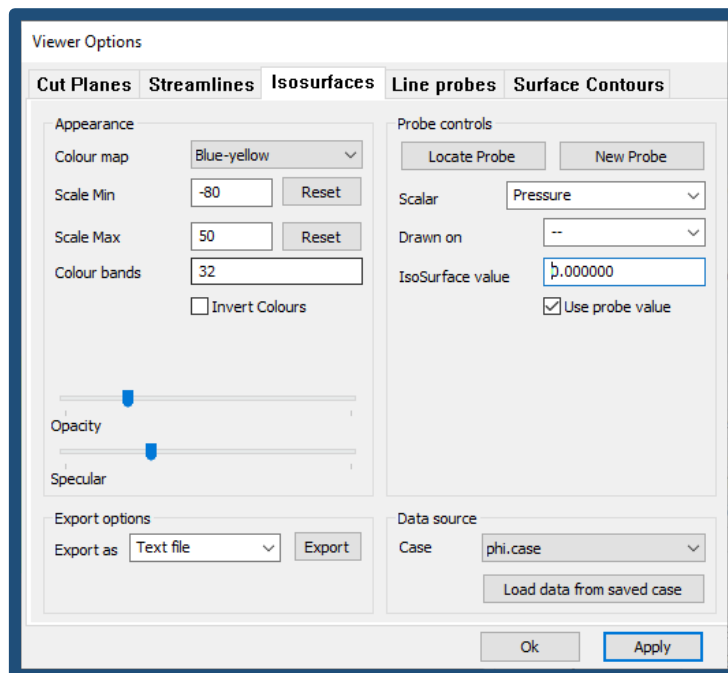 Viewer Options
Cut Planes Streamlines Isosurfaces Line probes Surface Contours
Appearance
Colour map Blue-yellow
Scale Min -80 Reset
Scale Max 50 Reset
Colour bands 32
Invert Colours
Opacity
Specular
Probe controls
Locate Probe New Probe
Scalar Pressure
Drawn on --
IsoSurface value 0.000000
Use probe value
Export options
Export as Text file Export
Data source
Case phi.case
Load data from saved case
Ok Apply